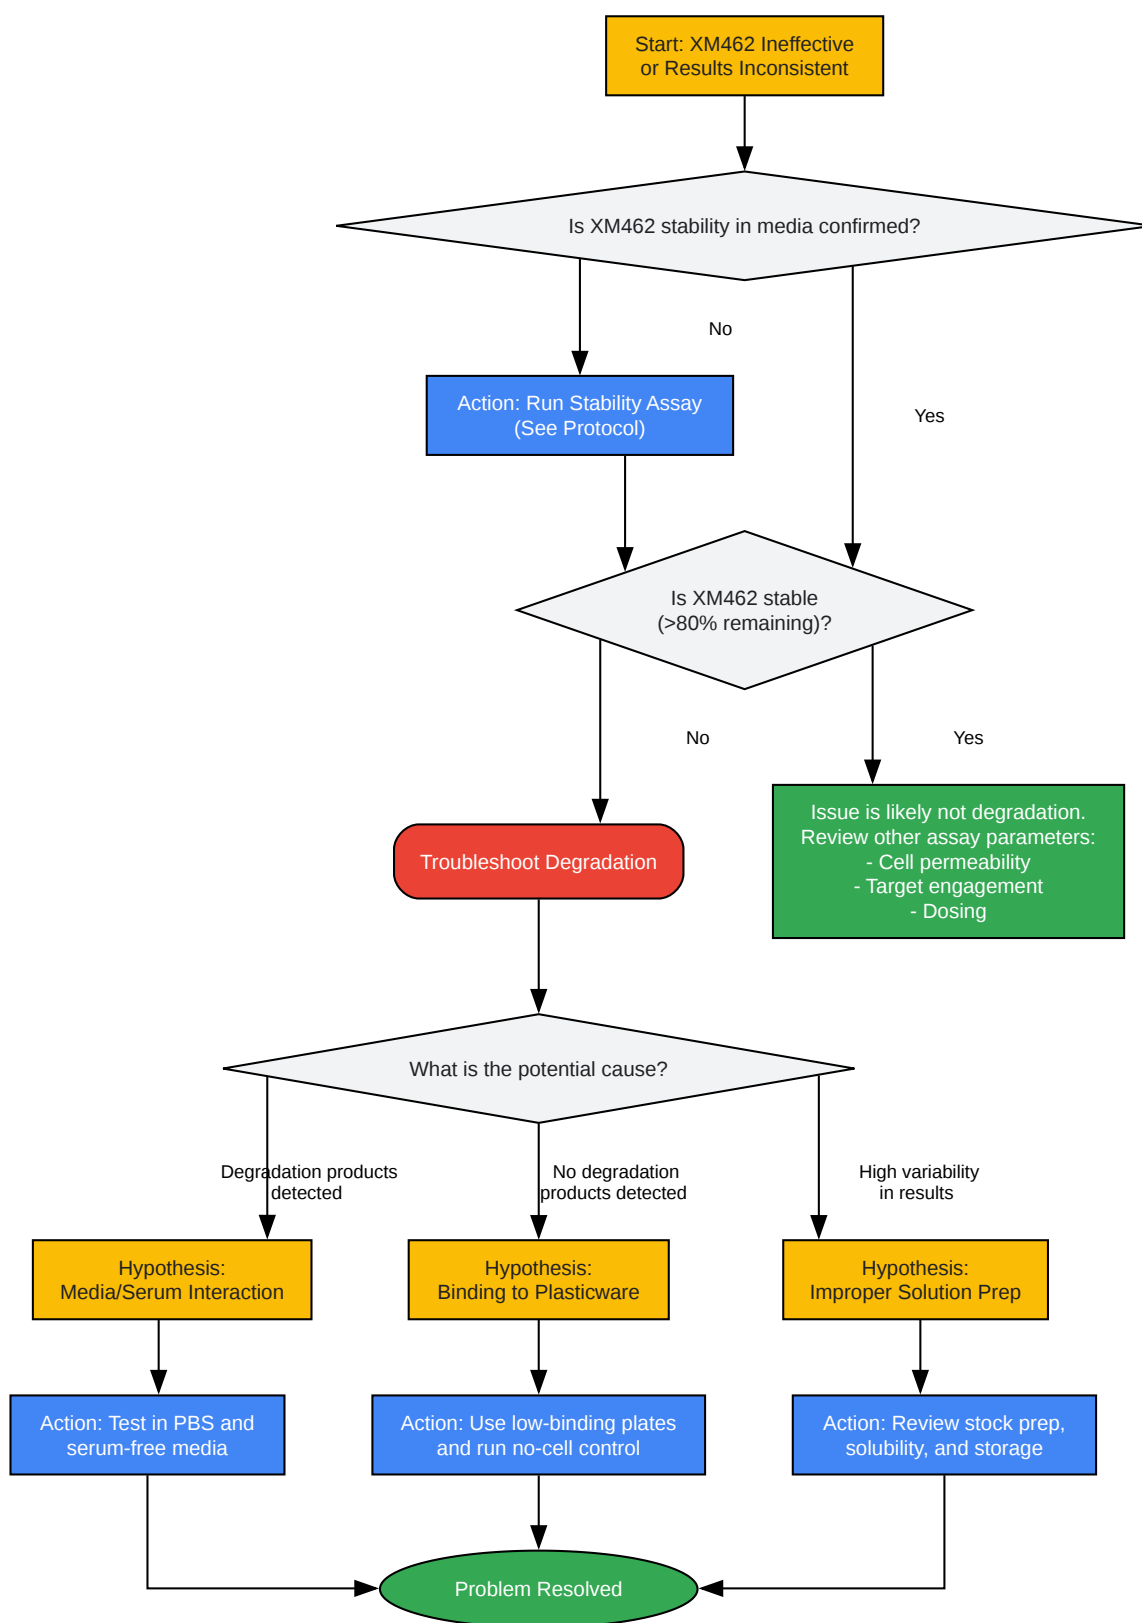 Start: XM462 Ineffective
or Results Inconsistent
Is XM462 stability in media confirmed?
No
Action: Run Stability Assay
(See Protocol)
Yes
Is XM462 stable
(>80% remaining)?
No
Yes
Issue is likely not degradation.
Review other assay parameters:
- Cell permeability
- Target engagement
- Dosing
Troubleshoot Degradation
What is the potential cause?
Degradation products
detected
No degradation
products detected
High variability
in results
Hypothesis:
Media/Serum Interaction
Hypothesis:
Binding to Plasticware
Hypothesis:
Improper Solution Prep
Action: Test in PBS and
serum-free media
Action: Use low-binding plates
and run no-cell control
Action: Review stock prep,
solubility, and storage
Problem Resolved